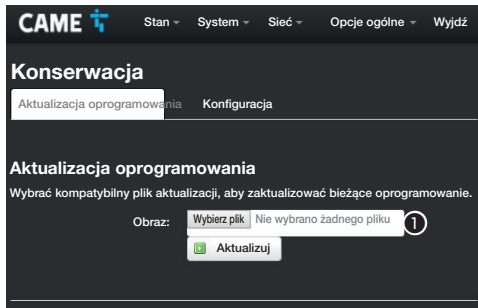 CAME Stan System Sieć Opcje ogólne Wyjdź
Konserwacja
Aktualizacja oprogramowania Konfiguracja
Aktualizacja oprogramowania
Wybrać kompatybilny plik aktualizacji, aby zaktualizować bieżące oprogramowanie.
Obraz: Wybierz plik Nie wybrano żadnego pliku ①
Aktualizuj